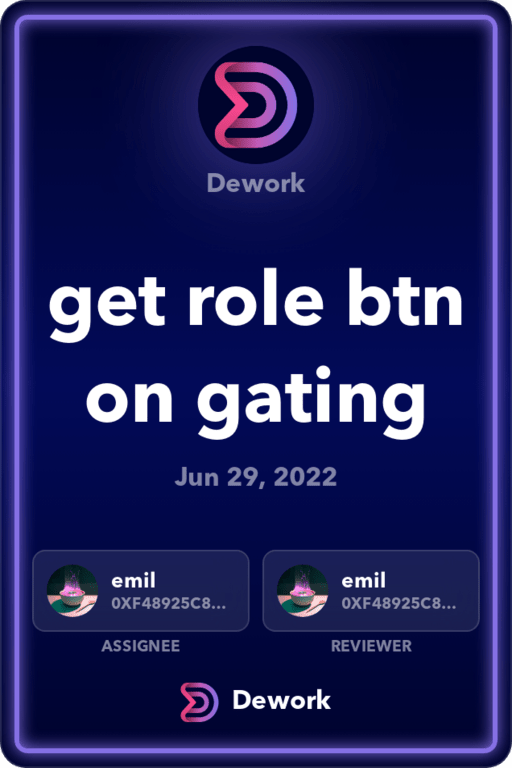 Dework
get role btn
on gating
Jun 29, 2022
emil
0XF48925C8...
ASSIGNEE
emil
0XF48925C8...
REVIEWER
Dework